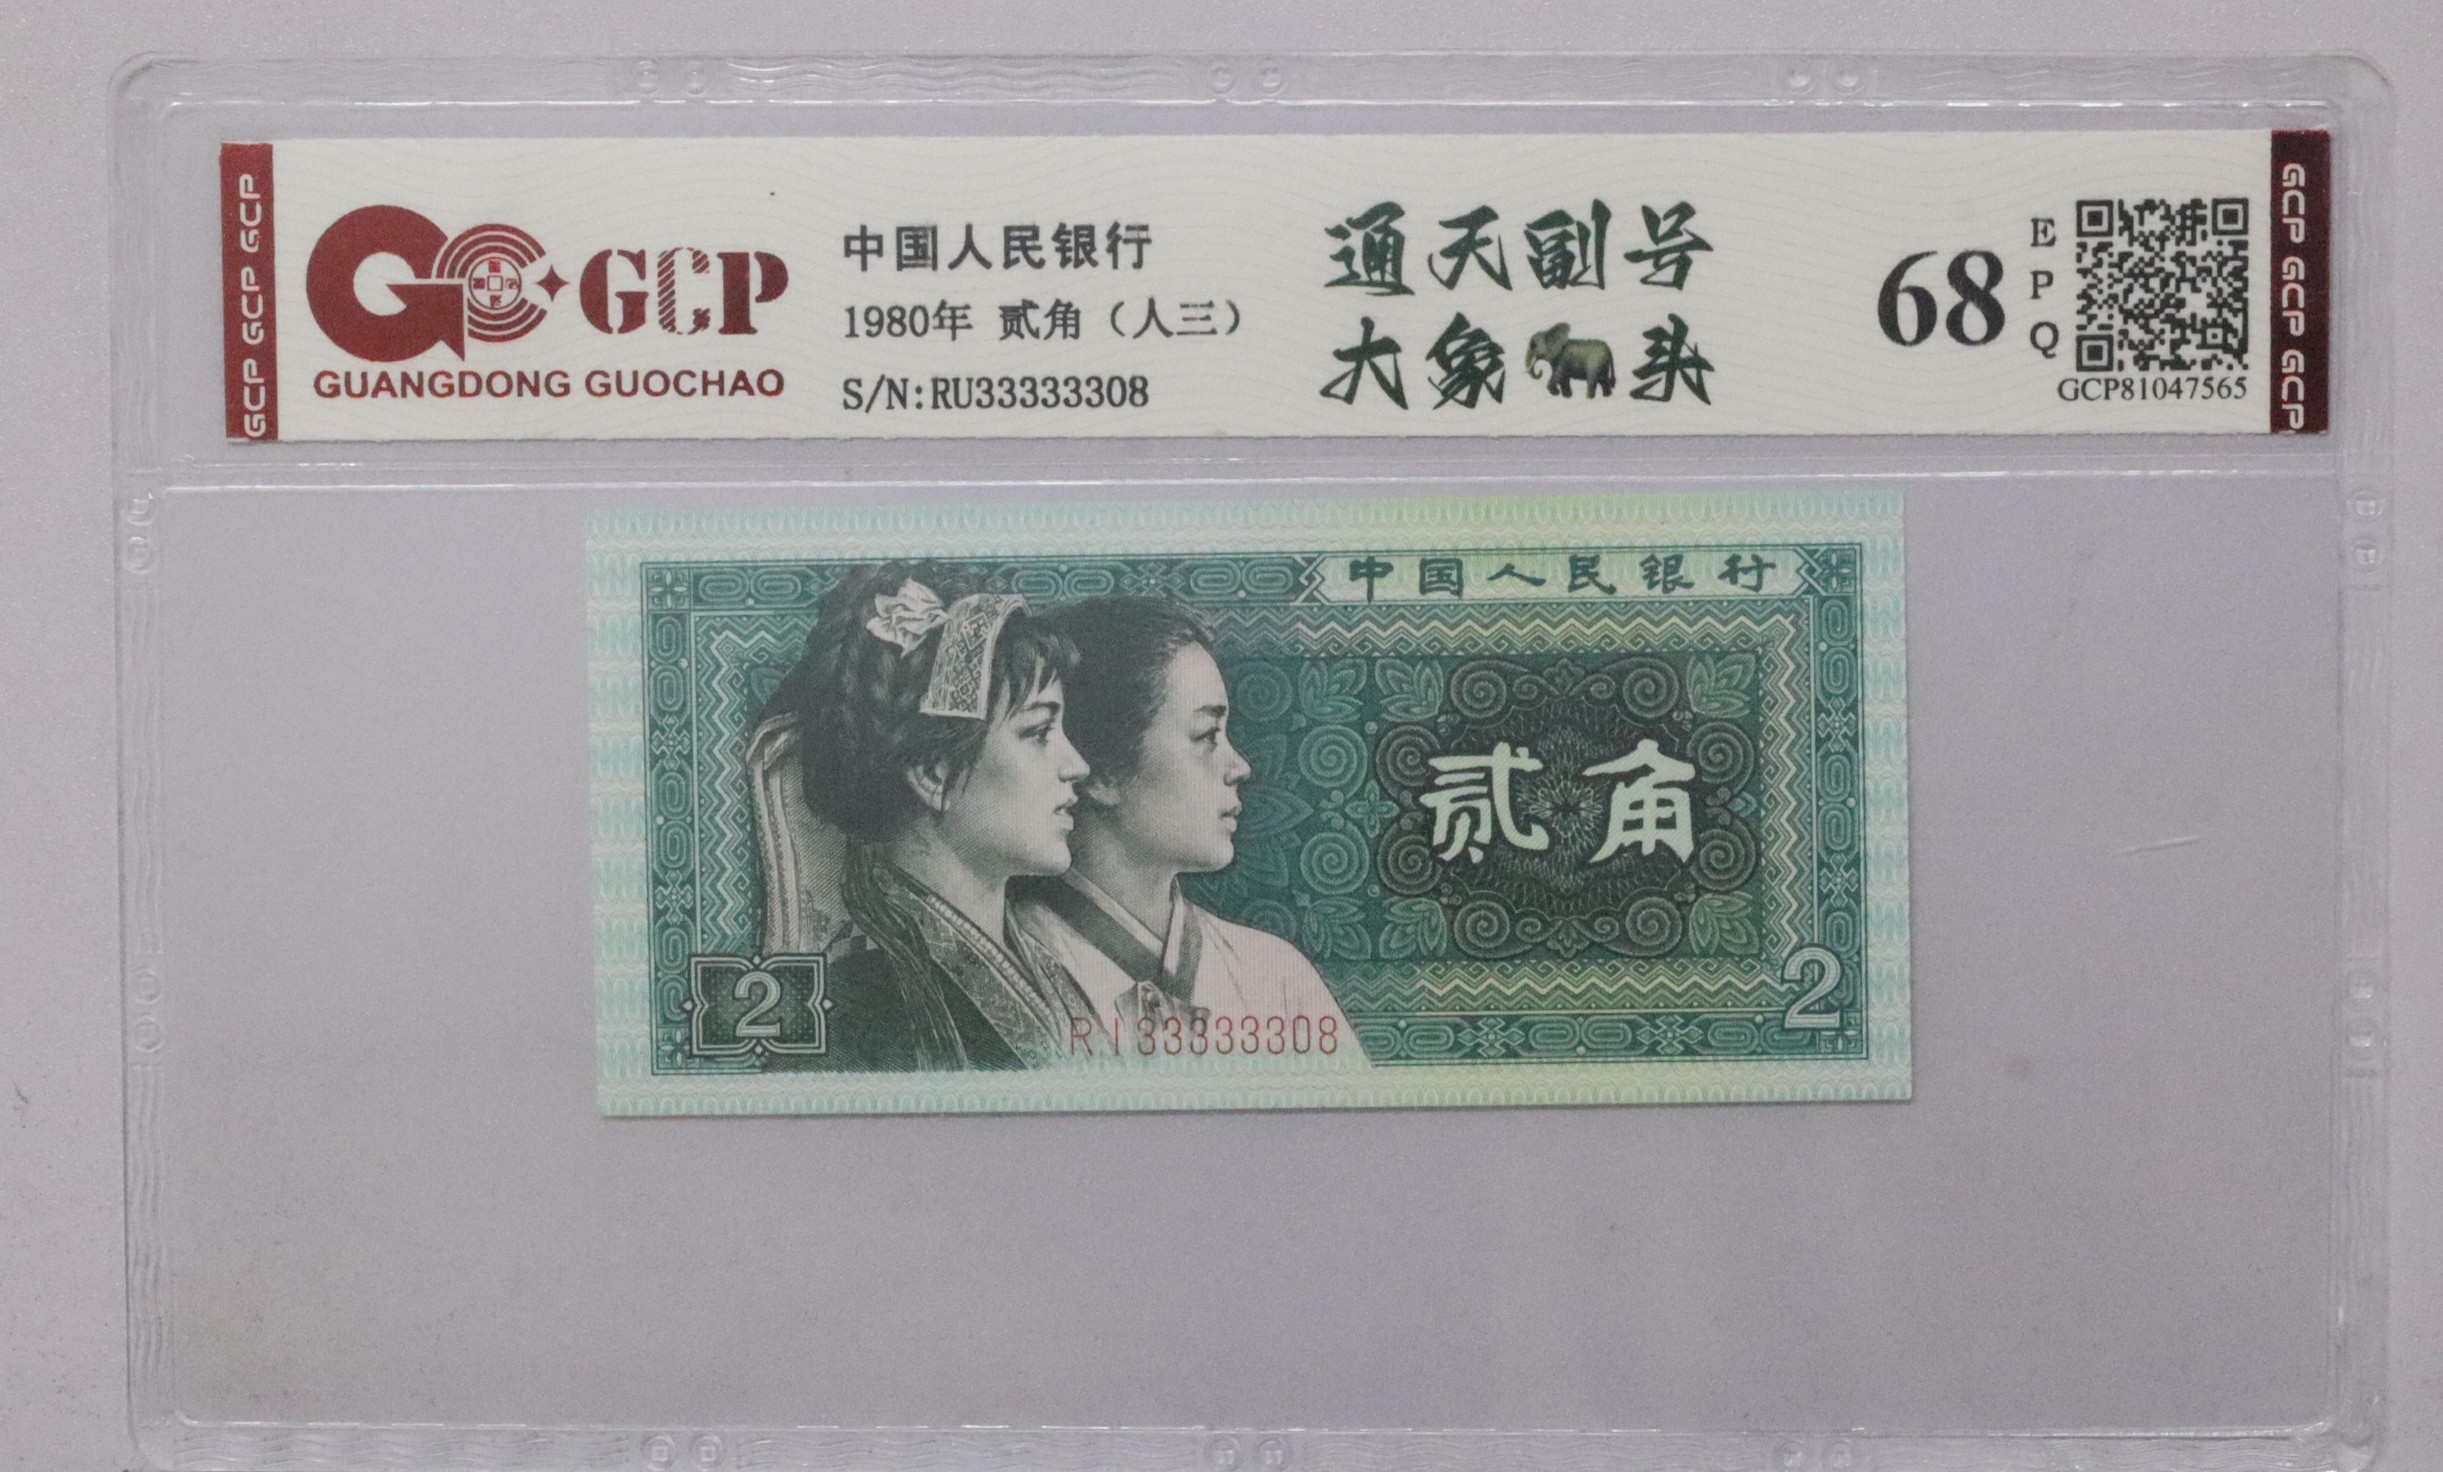 GCP GCP GCP
GCP
GUANGDONG GUOCHAO
中国人民银行
1980年 贰角（人三）
S/N:RU33333308
通天副号
大象头
68
EPQ
GCP81047565
GCP GCP GCP
中国人民银行
贰角
2
RI33333308
2